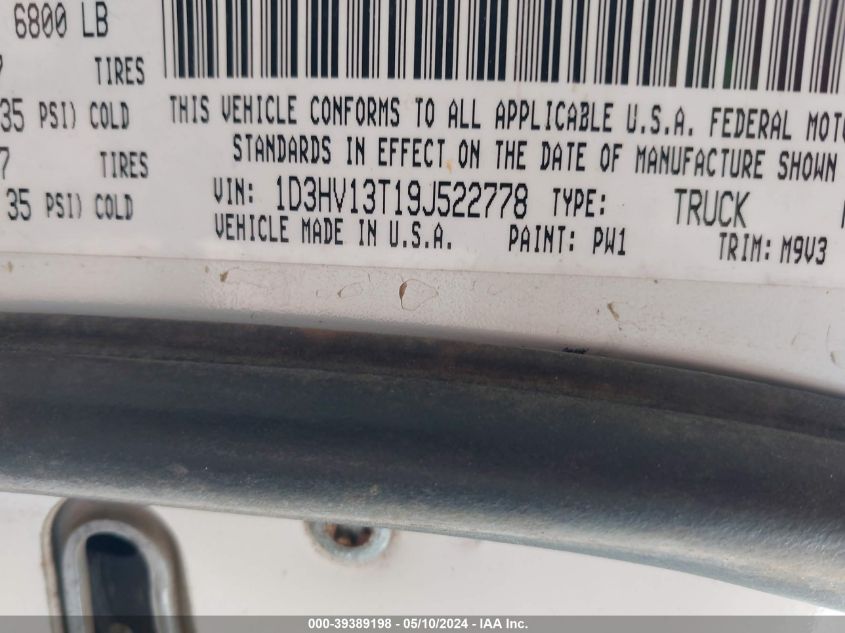 6800 LB
7 TIRES
35 PSI) COLD
7 TIRES
35 PSI) COLD
THIS VEHICLE CONFORMS TO ALL APPLICABLE U.S.A. FEDERAL
STANDARDS IN EFFECT ON THE DATE OF MANUFACTURE SHOWN
VIN: 1D3HV13T19J522778 TYPE: TRUCK
VEHICLE MADE IN U.S.A. PAINT: PW1 TRIM: M9V3
000-39389198 - 05/10/2024 - IAA Inc.